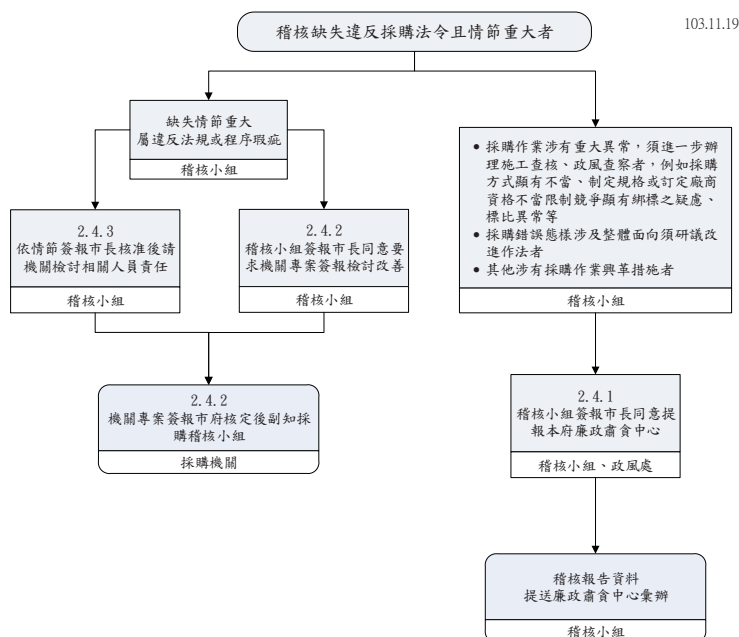 103.11.19
稽核缺失違反採購法令且情節重大者
缺失情節重大
屬違反法規或程序瑕疵
稽核小組
2.4.3
依情節簽報市長核准後請
機關檢討相關人員責任
稽核小組
2.4.2
稽核小組簽報市長同意要
求機關專案簽報檢討改善
稽核小組
2.4.2
機關專案簽報市府核定後副知採
購稽核小組
採購機關
• 採購作業涉有重大異常，須進一步辦
理施工查核、政風查察者，例如採購
方式顯有不當、制定規格或訂定廠商
資格不當限制競爭顯有綁標之疑慮、
標比異常等
• 採購錯誤態樣涉及整體面向須研議改
進作法者
• 其他涉有採購作業興革措施者
稽核小組
2.4.1
稽核小組簽報市長同意提
報本府廉政肅貪中心
稽核小組、政風處
稽核報告資料
提送廉政肅貪中心彙辦
稽核小組